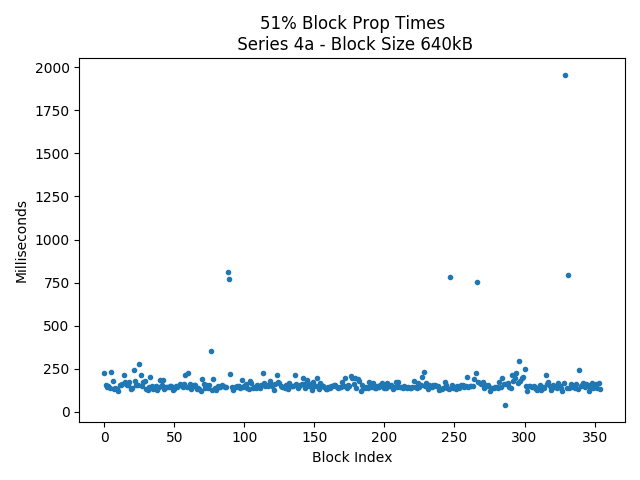 51% Block Prop Times
Series 4a - Block Size 640kB
2000
1750
1500
1250
1000
750
500
250
0
Milliseconds
0 50 100 150 200 250 300 350
Block Index